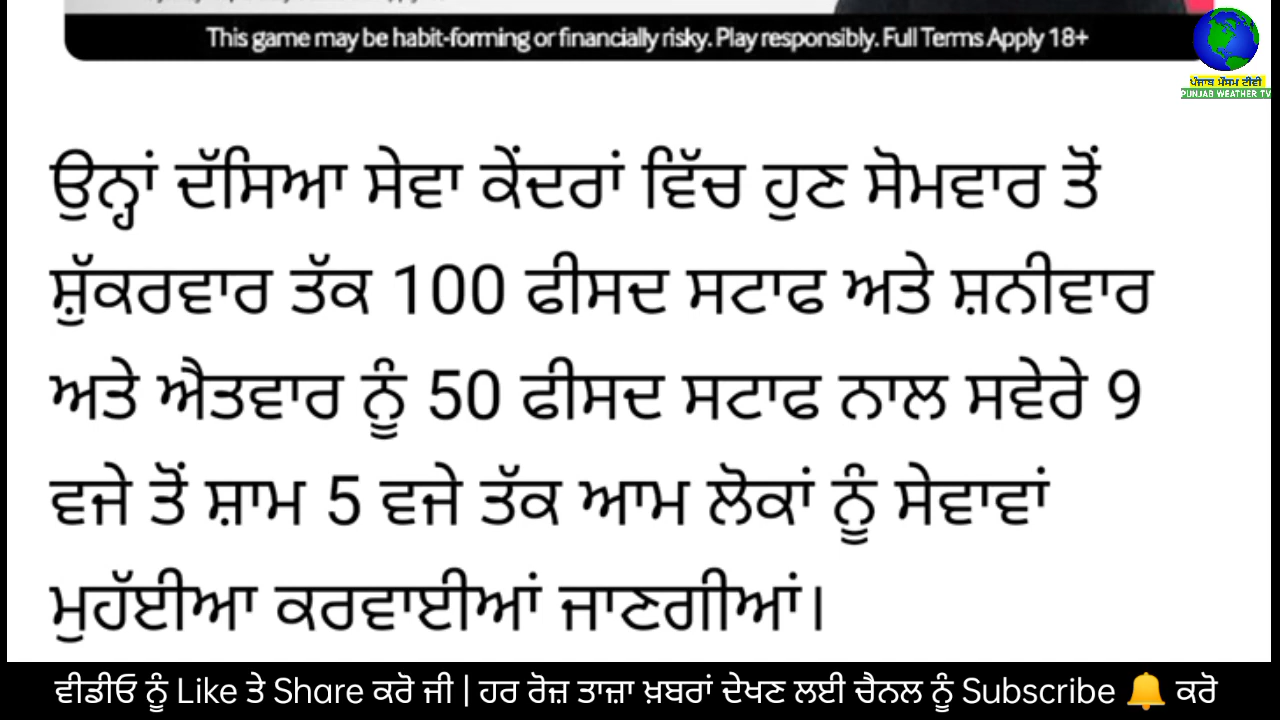 This game may be habit-forming or financially risky. Play responsibly. Full Terms Apply 18+
ਪੰਜਾਬ ਮੌਸਮ ਟੀਵੀ
PUNJAB WEATHER TV
ਉਨ੍ਹਾਂ ਦੱਸਿਆ ਸੇਵਾ ਕੇਂਦਰਾਂ ਵਿੱਚ ਹੁਣ ਸੋਮਵਾਰ ਤੋਂ
ਸ਼ੁੱਕਰਵਾਰ ਤੱਕ 100 ਫੀਸਦ ਸਟਾਫ ਅਤੇ ਸ਼ਨੀਵਾਰ
ਅਤੇ ਐਤਵਾਰ ਨੂੰ 50 ਫੀਸਦ ਸਟਾਫ ਨਾਲ ਸਵੇਰੇ 9
ਵਜੇ ਤੋਂ ਸ਼ਾਮ 5 ਵਜੇ ਤੱਕ ਆਮ ਲੋਕਾਂ ਨੂੰ ਸੇਵਾਵਾਂ
ਮੁਹੱਈਆ ਕਰਵਾਈਆਂ ਜਾਣਗੀਆਂ।
ਵੀਡੀਓ ਨੂੰ Like ਤੇ Share ਕਰੋ ਜੀ | ਹਰ ਰੋਜ਼ ਤਾਜ਼ਾ ਖ਼ਬਰਾਂ ਦੇਖਣ ਲਈ ਚੈਨਲ ਨੂੰ Subscribe 🔔 ਕਰੋ